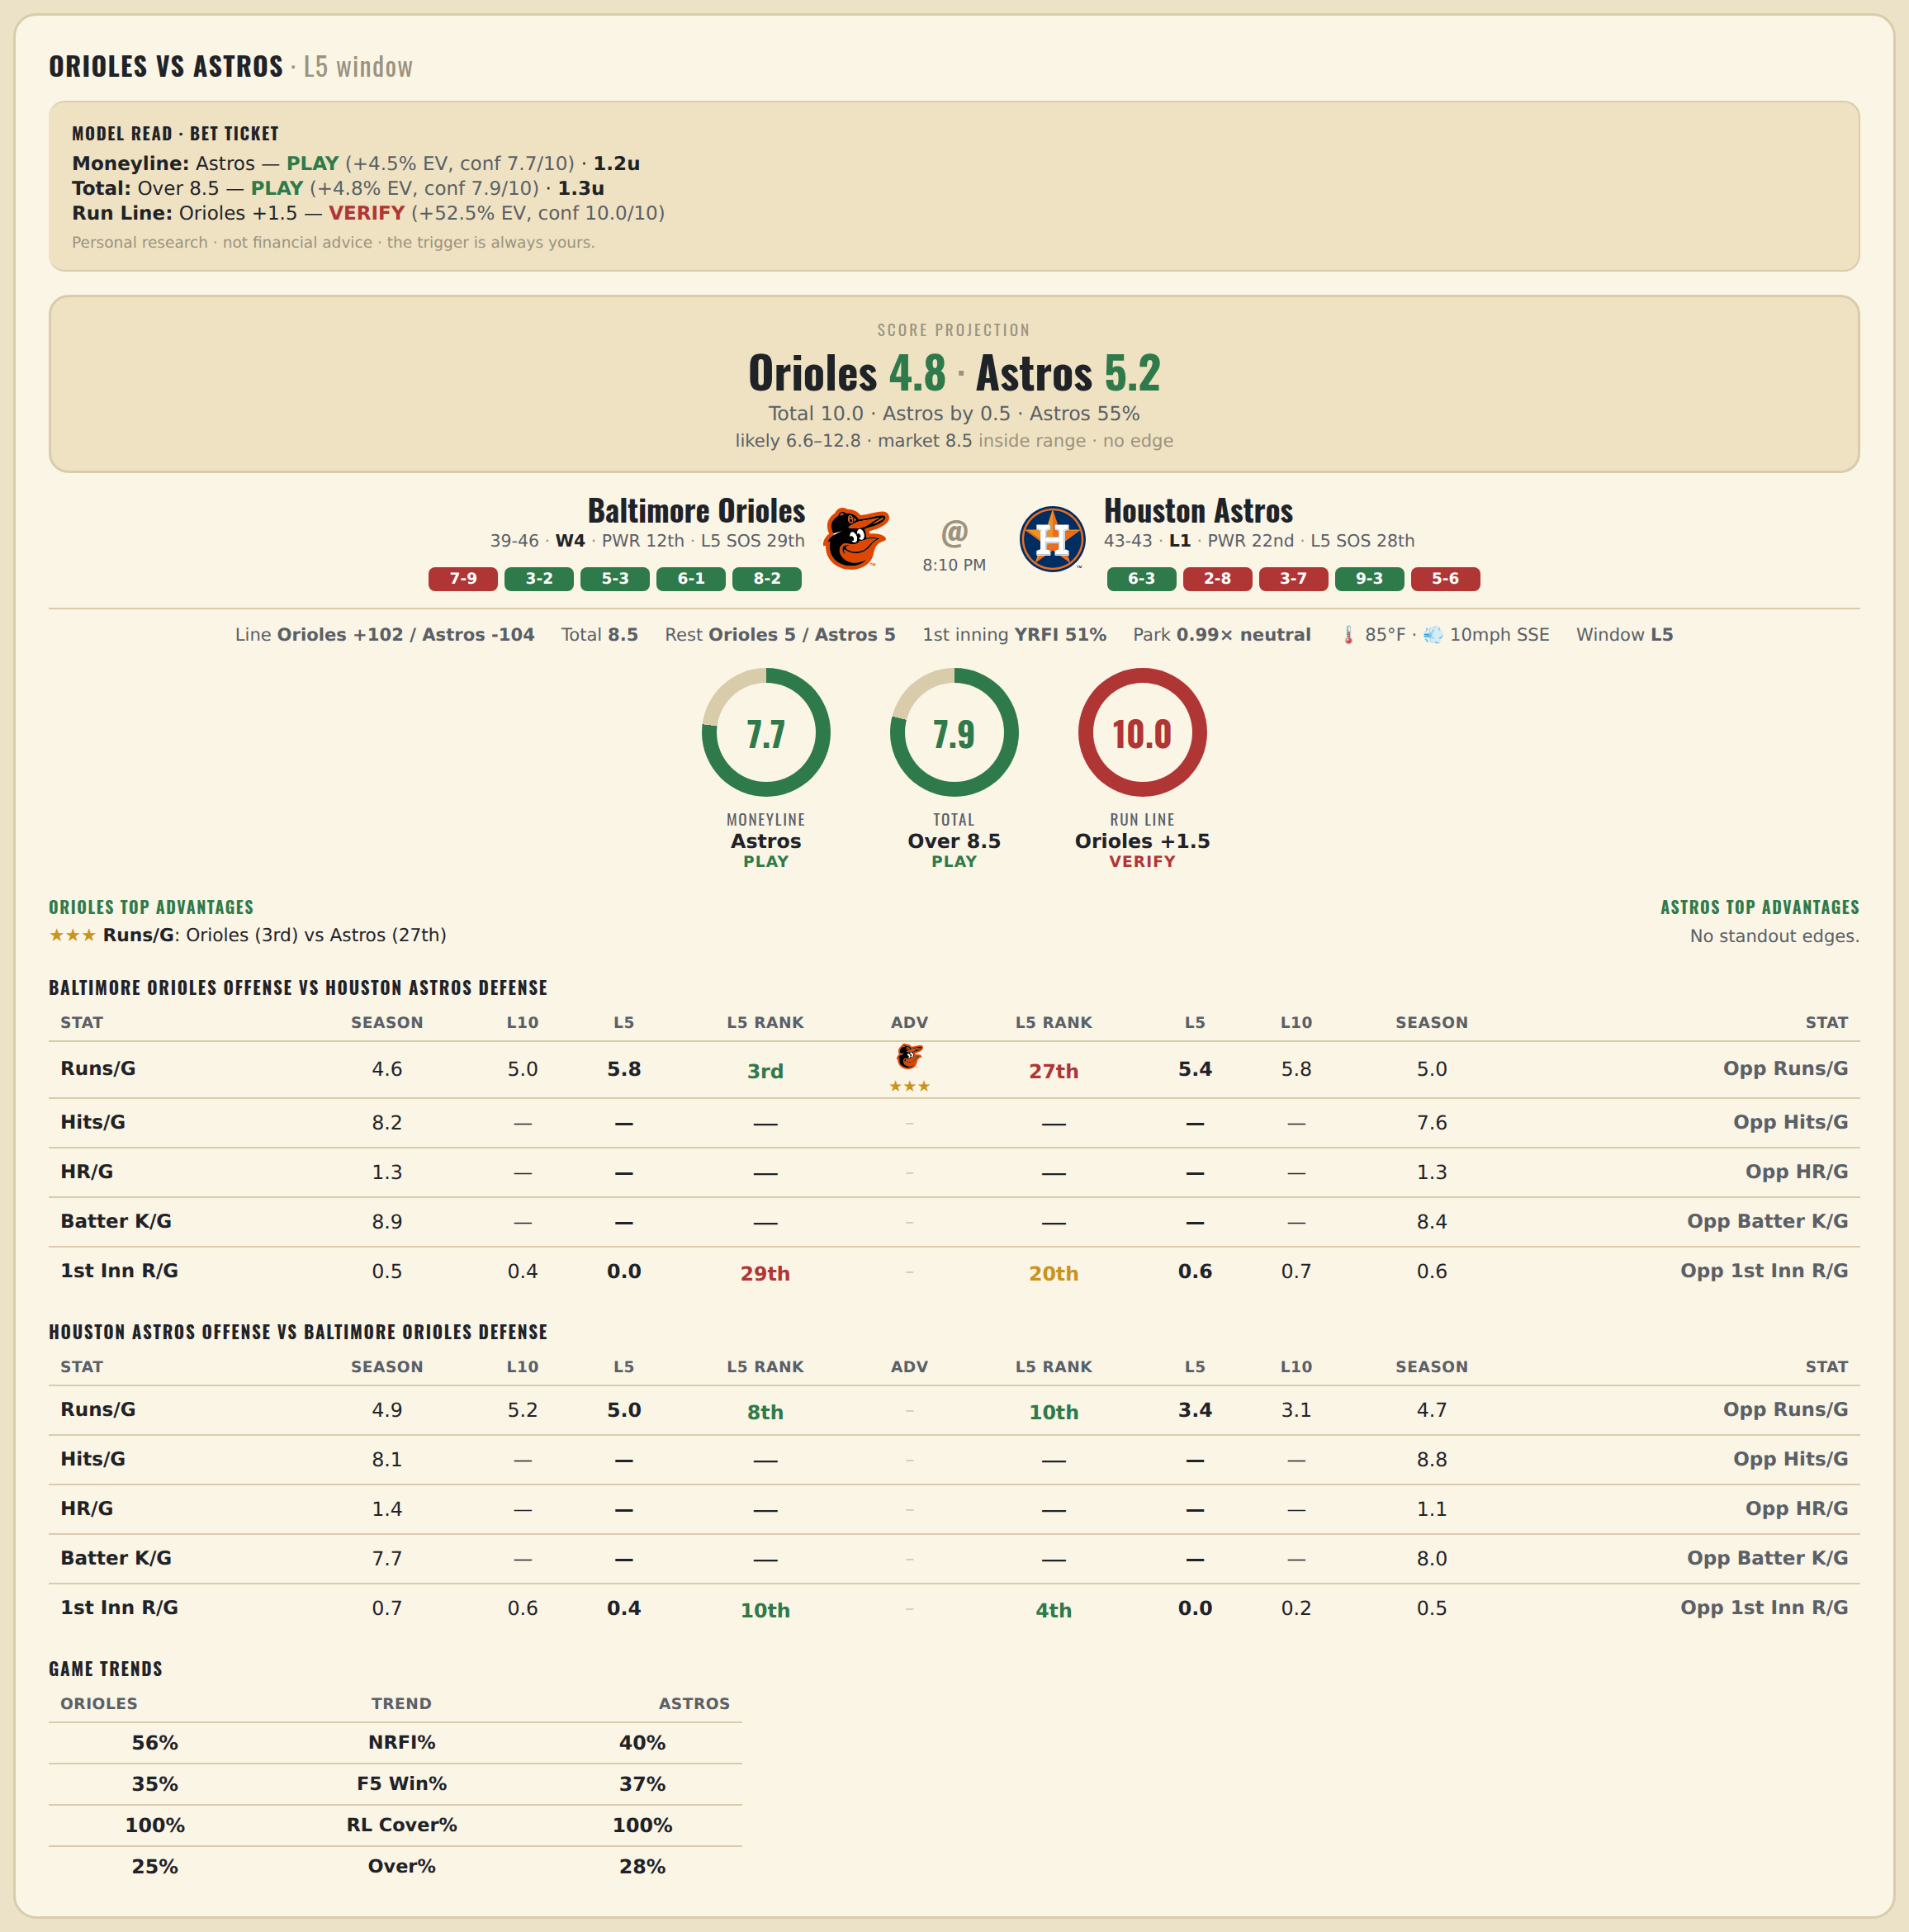 ORIOLES VS ASTROS · L5 window
MODEL READ · BET TICKET
Moneyline: Astros — PLAY (+4.5% EV, conf 7.7/10) · 1.2u
Total: Over 8.5 — PLAY (+4.8% EV, conf 7.9/10) · 1.3u
Run Line: Orioles +1.5 — VERIFY (+52.5% EV, conf 10.0/10)
Personal research · not financial advice · the trigger is always yours.
SCORE PROJECTION
Orioles 4.8 · Astros 5.2
Total 10.0 · Astros by 0.5 · Astros 55%
likely 6.6–12.8 · market 8.5 inside range · no edge
Baltimore Orioles
39-46 · W4 · PWR 12th · L5 SOS 29th
7-9 3-2 5-3 6-1 8-2
@
8:10 PM
H
Houston Astros
43-43 · L1 · PWR 22nd · L5 SOS 28th
6-3 2-8 3-7 9-3 5-6
Line Orioles +102 / Astros -104 Total 8.5 Rest Orioles 5 / Astros 5 1st inning YRFI 51% Park 0.99× neutral 🌡️ 85°F · 💨 10mph SSE Window L5
7.7 7.9 10.0
MONEYLINE TOTAL RUN LINE
Astros Over 8.5 Orioles +1.5
PLAY PLAY VERIFY
ORIOLES TOP ADVANTAGES ASTROS TOP ADVANTAGES
★★★ Runs/G: Orioles (3rd) vs Astros (27th) No standout edges.
BALTIMORE ORIOLES OFFENSE VS HOUSTON ASTROS DEFENSE
STAT SEASON L10 L5 L5 RANK ADV L5 RANK L5 L10 SEASON STAT
Runs/G 4.6 5.0 5.8 3rd ★★★ 27th 5.4 5.8 5.0 Opp Runs/G
Hits/G 8.2 — — — – — — — 7.6 Opp Hits/G
HR/G 1.3 — — — – — — — 1.3 Opp HR/G
Batter K/G 8.9 — — — – — — — 8.4 Opp Batter K/G
1st Inn R/G 0.5 0.4 0.0 29th – 20th 0.6 0.7 0.6 Opp 1st Inn R/G
HOUSTON ASTROS OFFENSE VS BALTIMORE ORIOLES DEFENSE
STAT SEASON L10 L5 L5 RANK ADV L5 RANK L5 L10 SEASON STAT
Runs/G 4.9 5.2 5.0 8th – 10th 3.4 3.1 4.7 Opp Runs/G
Hits/G 8.1 — — — – — — — 8.8 Opp Hits/G
HR/G 1.4 — — — – — — — 1.1 Opp HR/G
Batter K/G 7.7 — — — – — — — 8.0 Opp Batter K/G
1st Inn R/G 0.7 0.6 0.4 10th – 4th 0.0 0.2 0.5 Opp 1st Inn R/G
GAME TRENDS
ORIOLES TREND ASTROS
56% NRFI% 40%
35% F5 Win% 37%
100% RL Cover% 100%
25% Over% 28%